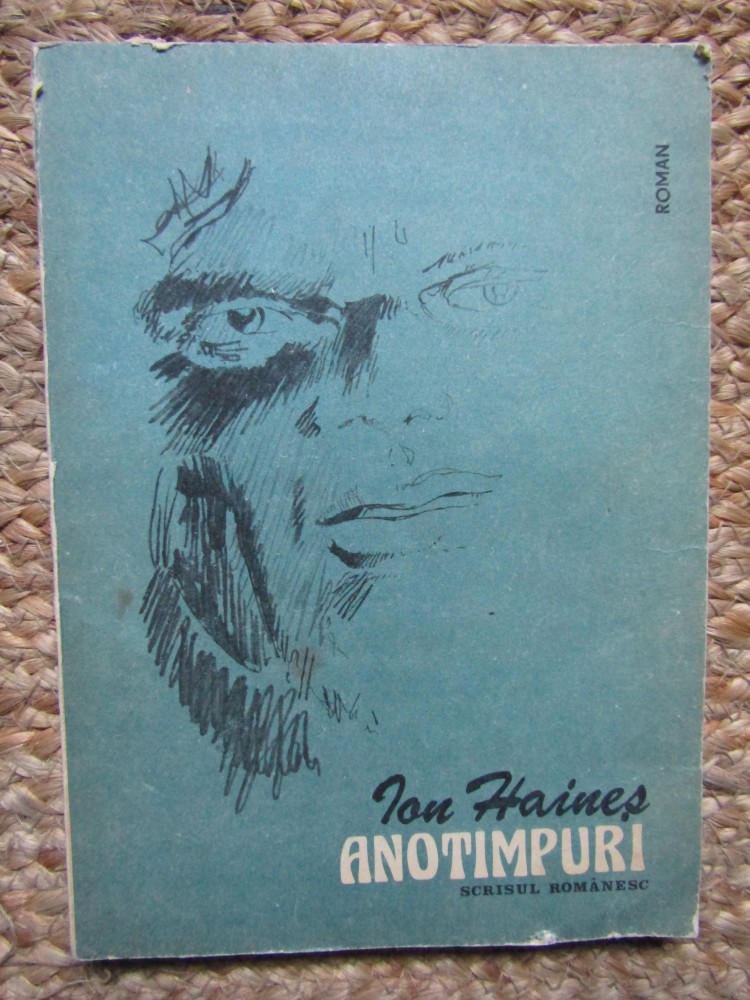 ROMAN
Ion Haineș
ANOTIMPURI
SCRISUL ROMÂNESC